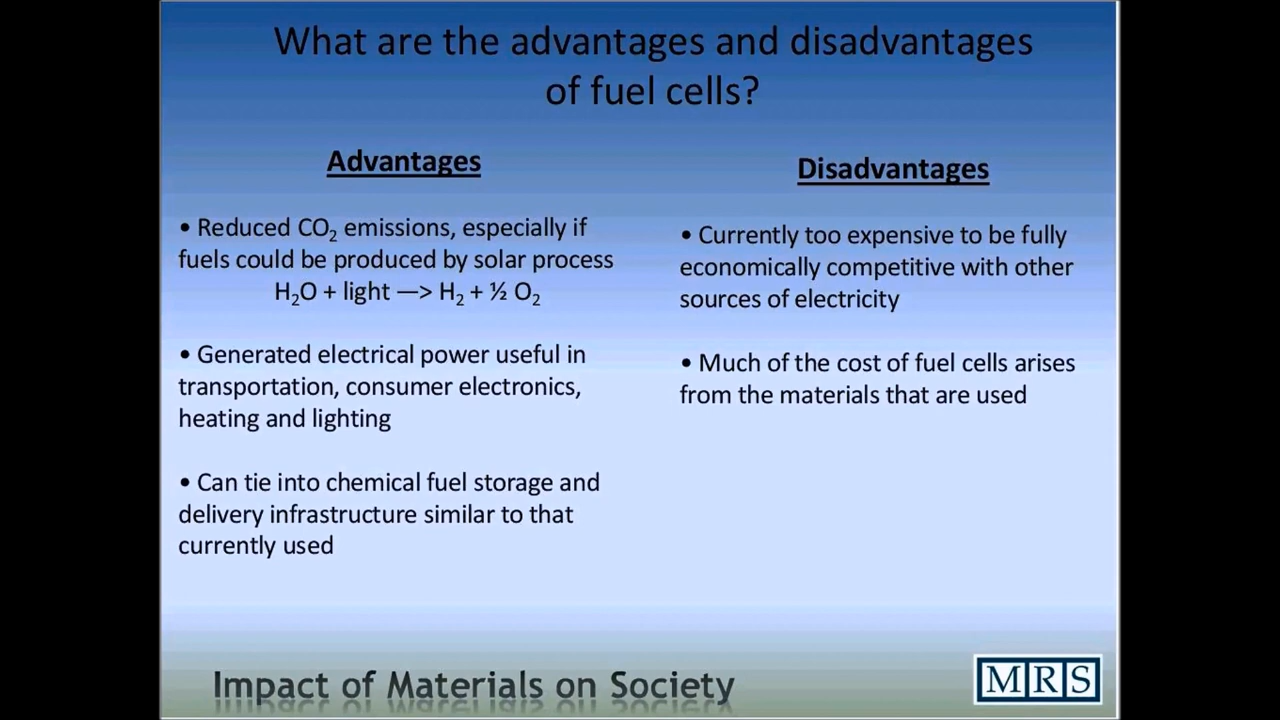 What are the advantages and disadvantages
of fuel cells?
Advantages
• Reduced CO₂ emissions, especially if
fuels could be produced by solar process
H₂O + light —> H₂ + ½ O₂
• Generated electrical power useful in
transportation, consumer electronics,
heating and lighting
• Can tie into chemical fuel storage and
delivery infrastructure similar to that
currently used
Disadvantages
• Currently too expensive to be fully
economically competitive with other
sources of electricity
• Much of the cost of fuel cells arises
from the materials that are used
Impact of Materials on Society
MRS